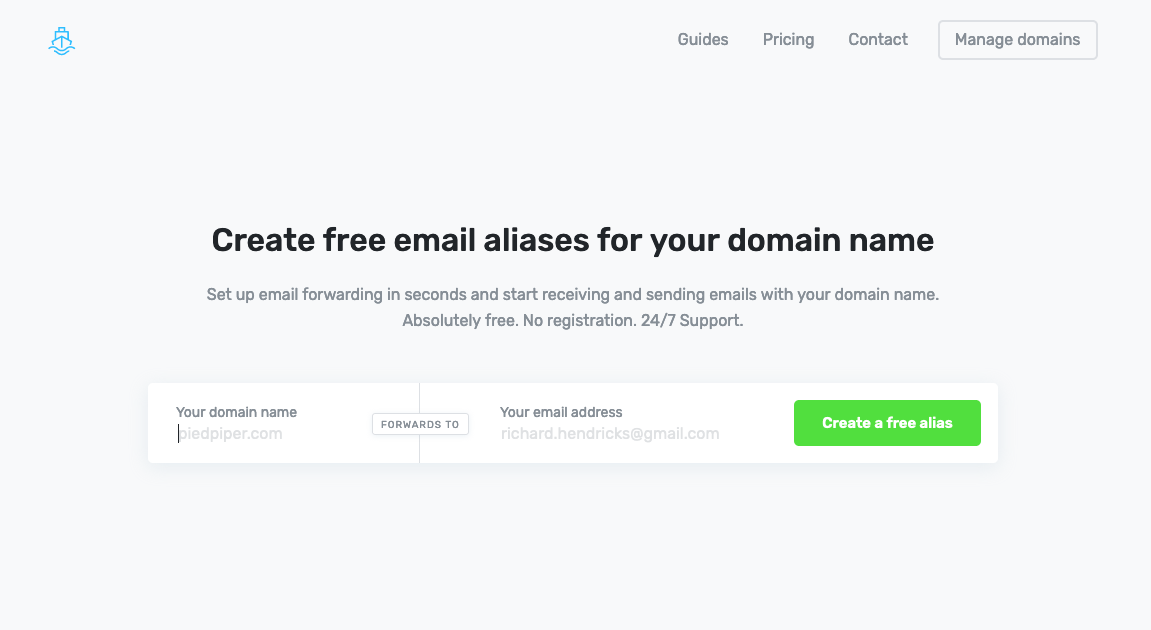 Guides Pricing Contact Manage domains
Create free email aliases for your domain name
Set up email forwarding in seconds and start receiving and sending emails with your domain name.
Absolutely free. No registration. 24/7 Support.
Your domain name
piedpiper.com
FORWARDS TO
Your email address
richard.hendricks@gmail.com
Create a free alias